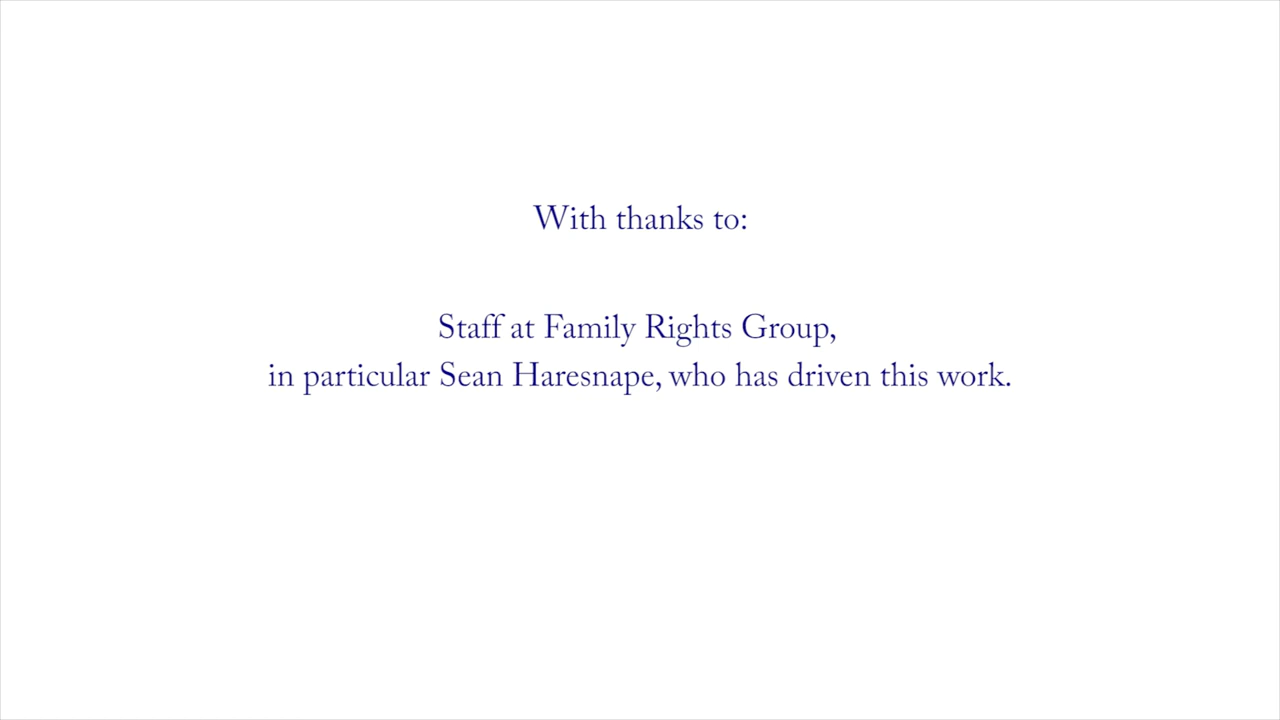 With thanks to:
Staff at Family Rights Group,
in particular Sean Haresnape, who has driven this work.